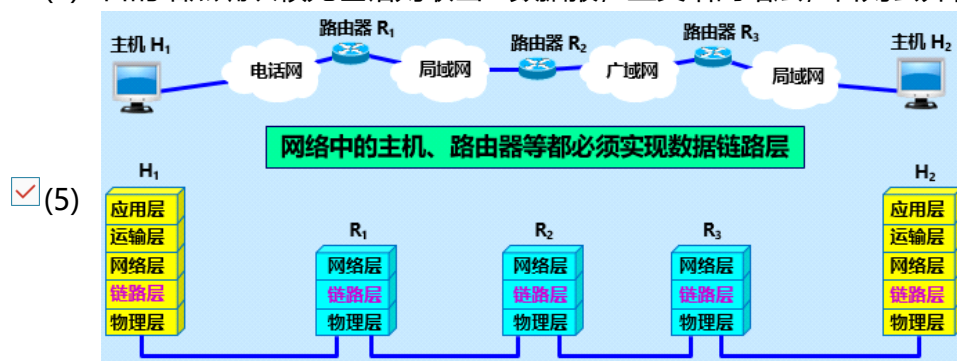 主机 H₁
路由器 R₁
路由器 R₂
路由器 R₃
主机 H₂
电话网
局域网
广域网
局域网
网络中的主机、路由器等都必须实现数据链路层
(5)
H₁
应用层
运输层
网络层
链路层
物理层
R₁
网络层
链路层
物理层
R₂
网络层
链路层
物理层
R₃
网络层
链路层
物理层
H₂
应用层
运输层
网络层
链路层
物理层